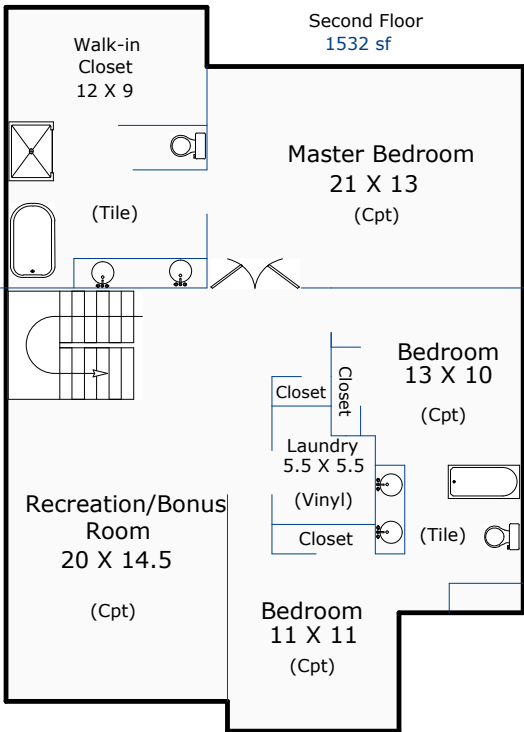 Second Floor
1532 sf
Walk-in
Closet
12 X 9
Master Bedroom
21 X 13
(Cpt)
(Tile)
Bedroom
13 X 10
(Cpt)
Closet
Closet
Laundry
5.5 X 5.5
(Vinyl)
Closet
(Tile)
Recreation/Bonus
Room
20 X 14.5
(Cpt)
Bedroom
11 X 11
(Cpt)